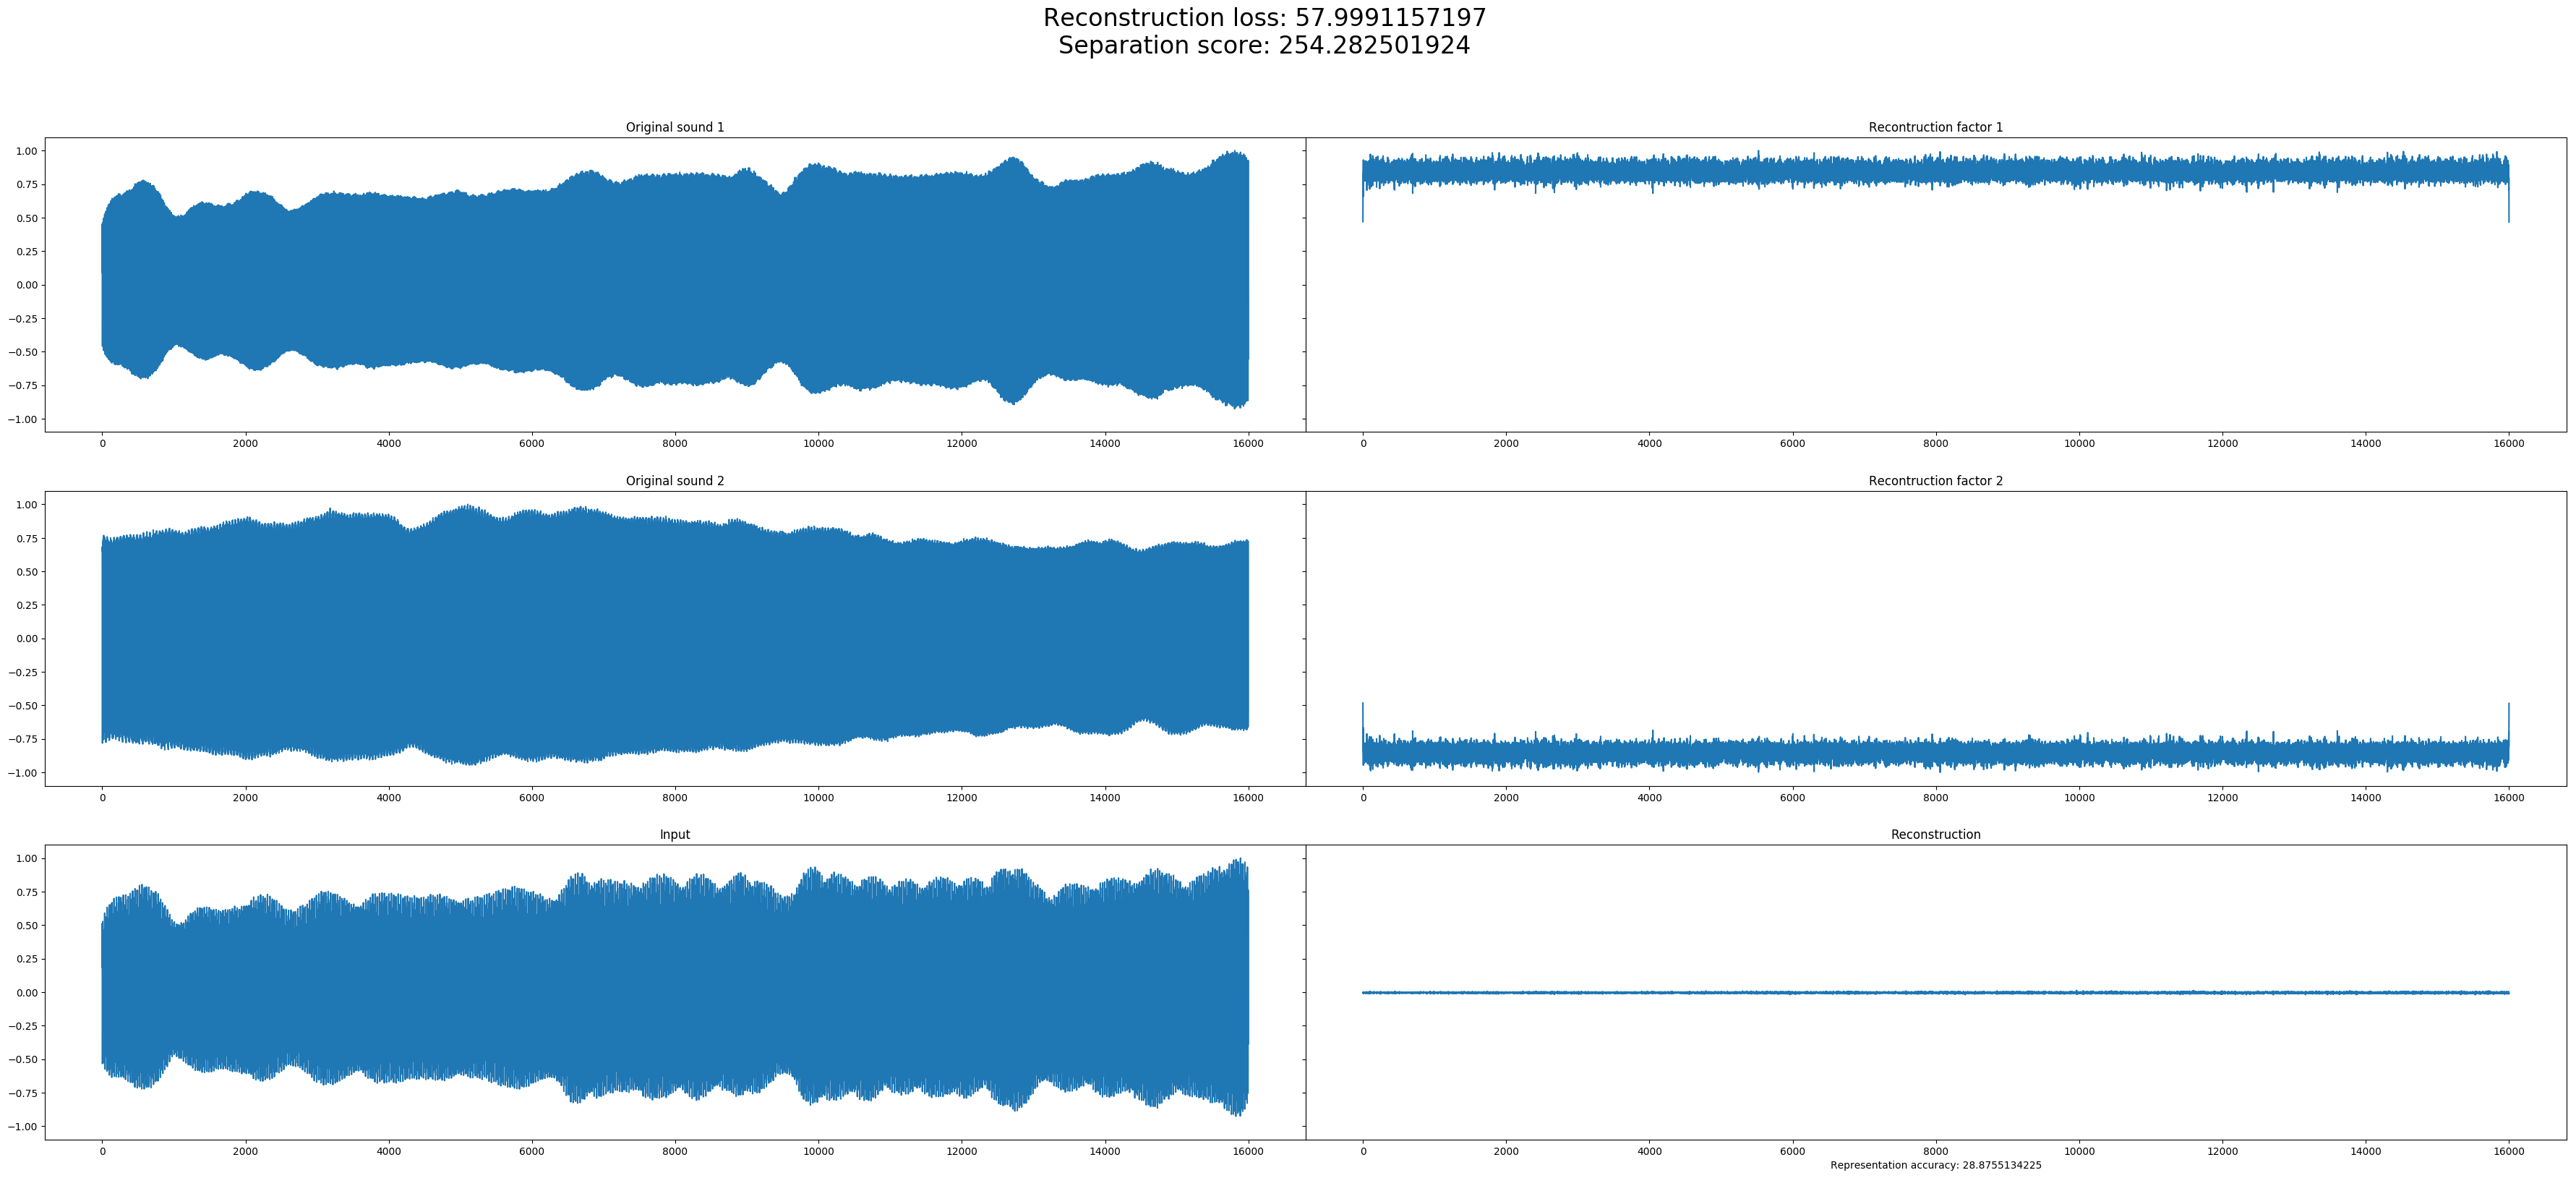 Reconstruction loss: 57.9991157197
Separation score: 254.282501924
Original sound 1
Recontruction factor 1
1.00
0.75
0.50
0.25
0.00
−0.25
−0.50
−0.75
−1.00
0 2000 4000 6000 8000 10000 12000 14000 16000
0 2000 4000 6000 8000 10000 12000 14000 16000
Original sound 2
Recontruction factor 2
1.00
0.75
0.50
0.25
0.00
−0.25
−0.50
−0.75
−1.00
0 2000 4000 6000 8000 10000 12000 14000 16000
0 2000 4000 6000 8000 10000 12000 14000 16000
Input
Reconstruction
1.00
0.75
0.50
0.25
0.00
−0.25
−0.50
−0.75
−1.00
0 2000 4000 6000 8000 10000 12000 14000 16000
0 2000 4000 6000 8000 10000 12000 14000 16000
Representation accuracy: 28.8755134225